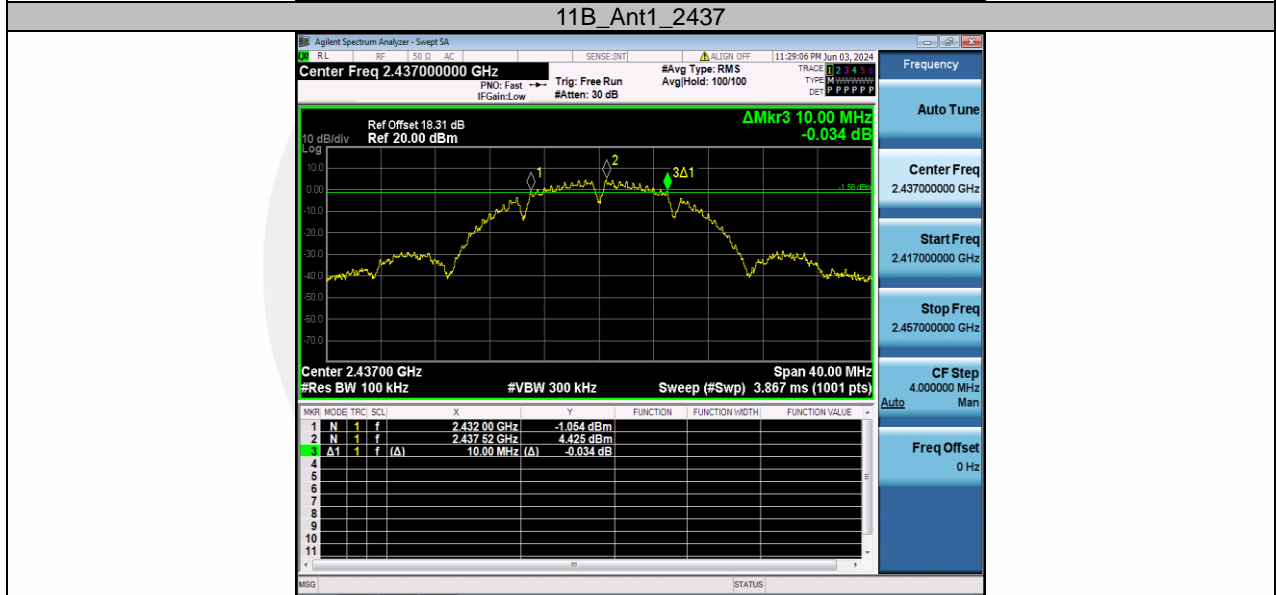 11B_Ant1_2437
Agilent Spectrum Analyzer - Swept SA
RL RF 50 Ω AC SENSE:INT ALIGN OFF 11:29:06 PM Jun 03, 2024
Center Freq 2.437000000 GHz
PNO: Fast
IFGain:Low
Trig: Free Run
#Atten: 30 dB
#Avg Type: RMS
Avg|Hold: 100/100
TRACE 1 2 3 4 5 6
TYPE M
DET P P P P P P
ΔMkr3 10.00 MHz
-0.034 dB
Ref Offset 18.31 dB
10 dB/div Ref 20.00 dBm
Log
10.0
0.00
-10.0
-20.0
-30.0
-40.0
-50.0
-60.0
-70.0
1
2
3Δ1
-1.58 dBm
Center 2.43700 GHz Span 40.00 MHz
#Res BW 100 kHz #VBW 300 kHz Sweep (#Swp) 3.867 ms (1001 pts)
MKR MODE TRC SCL X Y FUNCTION FUNCTION WIDTH FUNCTION VALUE
1 N 1 f 2.432 00 GHz -1.054 dBm
2 N 1 f 2.437 52 GHz 4.425 dBm
3 Δ1 1 f (Δ) 10.00 MHz (Δ) -0.034 dB
4
5
6
7
8
9
10
11
MSG STATUS
Frequency
Auto Tune
Center Freq
2.437000000 GHz
Start Freq
2.417000000 GHz
Stop Freq
2.457000000 GHz
CF Step
4.000000 MHz
Auto Man
Freq Offset
0 Hz